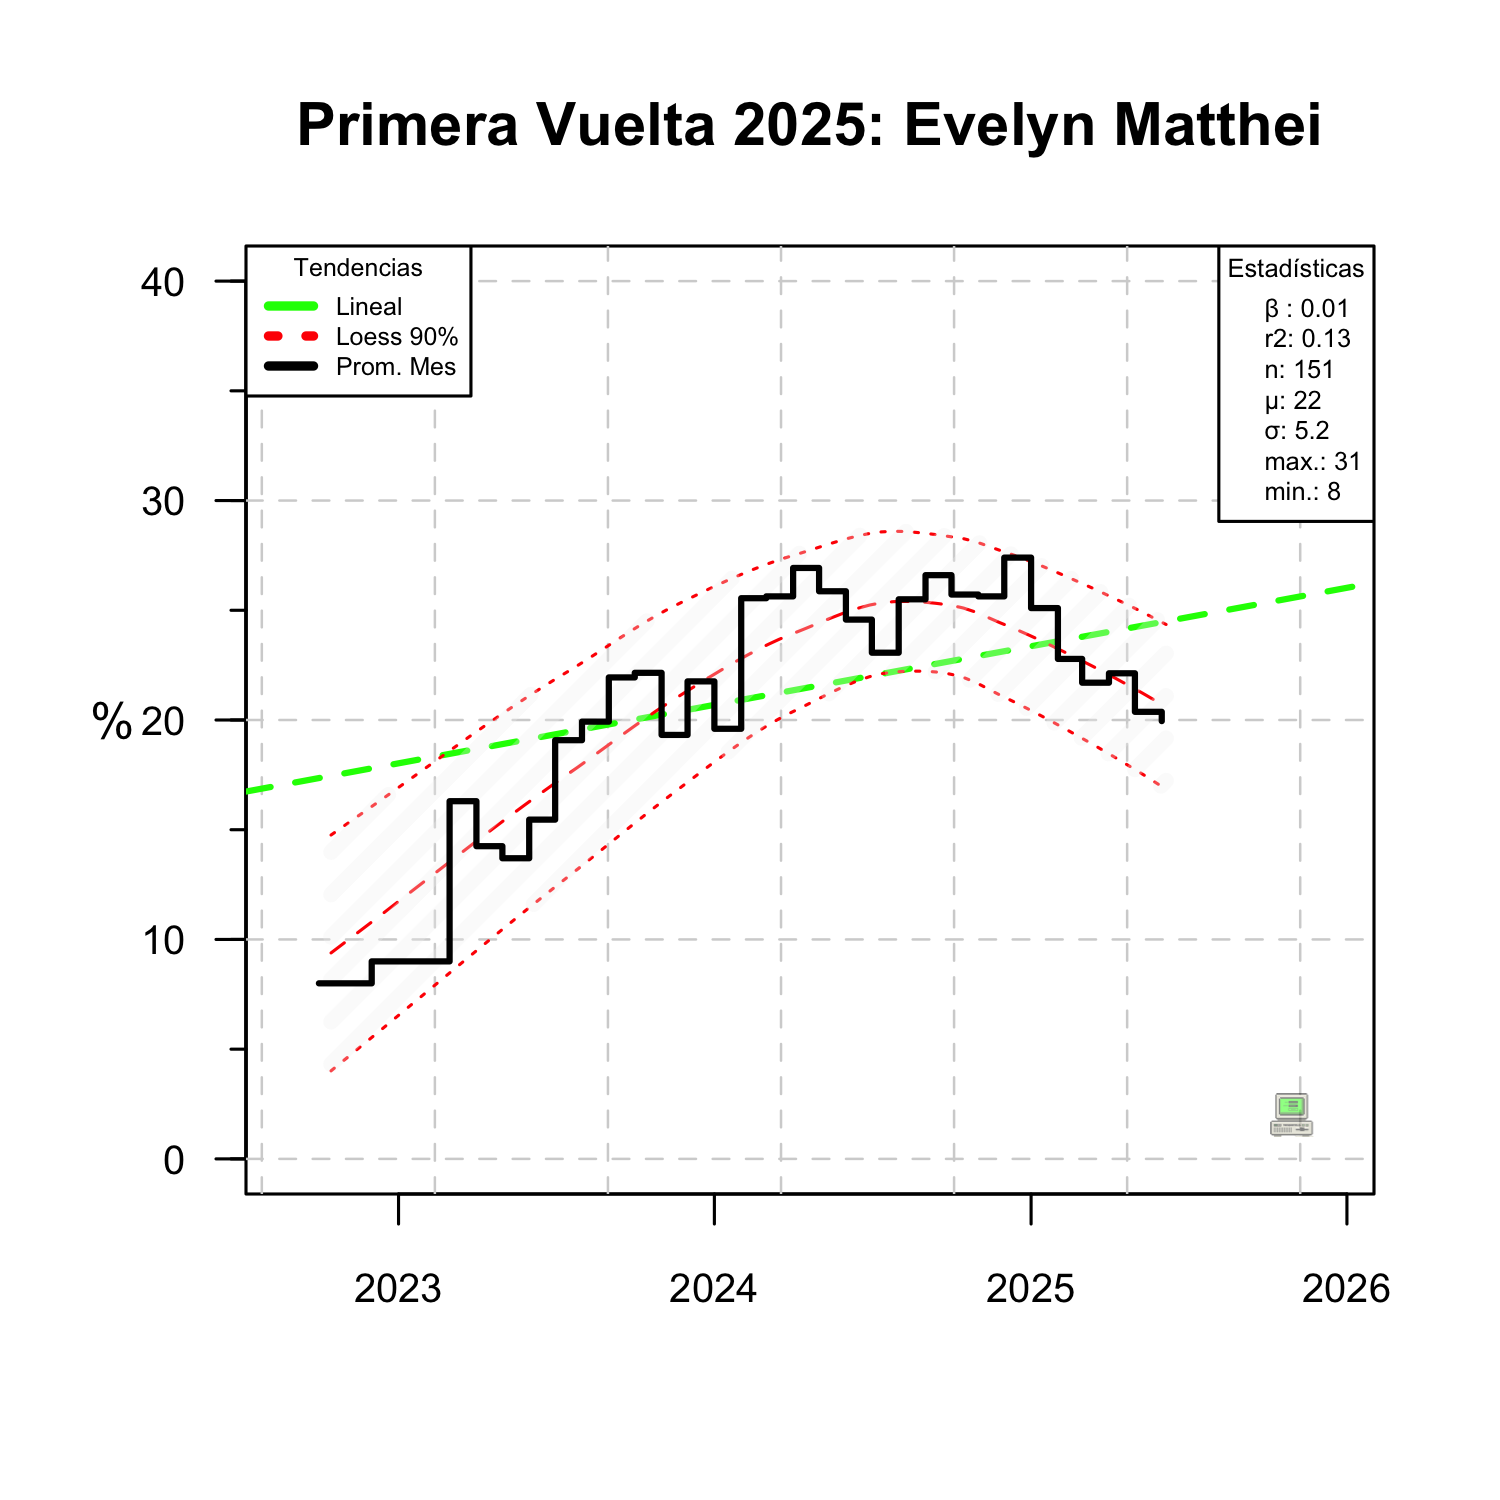 Primera Vuelta 2025: Evelyn Matthei
Tendencias
Lineal
Loess 90%
Prom. Mes
Estadísticas
β : 0.01
r2: 0.13
n: 151
μ: 22
σ: 5.2
max.: 31
min.: 8
40
30
% 20
10
0
2023 2024 2025 2026